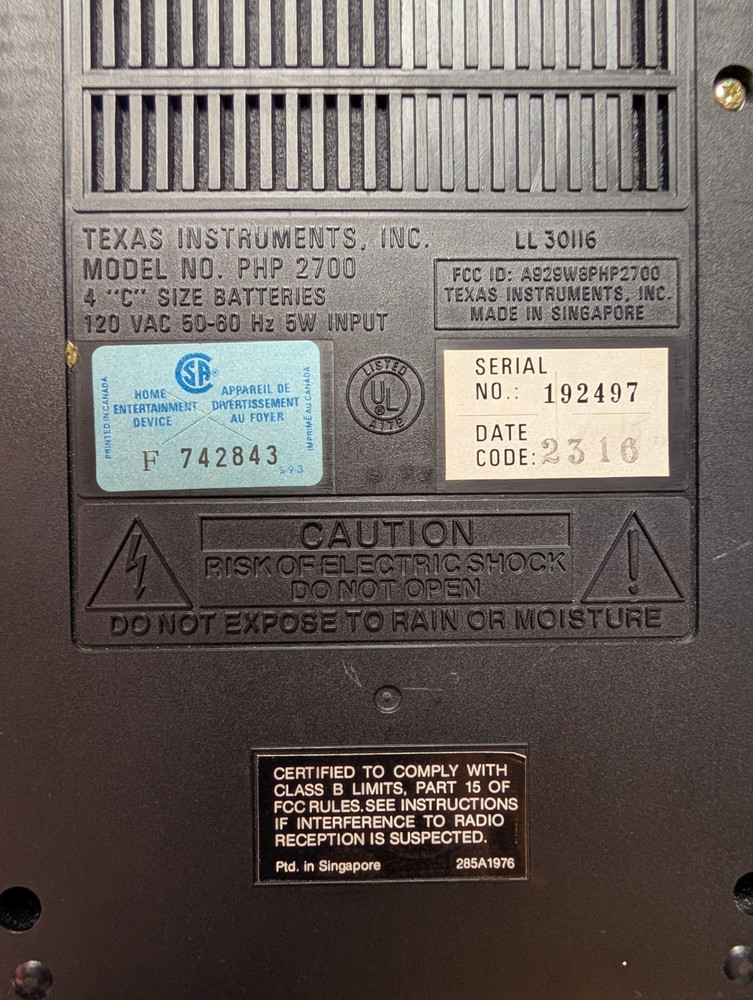 TEXAS INSTRUMENTS, INC.
LL 30116
MODEL NO. PHP 2700
4 "C" SIZE BATTERIES
120 VAC 50-60 Hz 5W INPUT
FCC ID: A929W8PHP2700
TEXAS INSTRUMENTS, INC.
MADE IN SINGAPORE
PRINTED IN CANADA
SA®
HOME ENTERTAINMENT DEVICE
APPAREIL DE DIVERTISSEMENT AU FOYER
IMPRIMÉ AU CANADA
F 742843
S-9-3
LISTED
UL®
A17B
SERIAL
NO.: 192497
DATE
CODE: 2316
CAUTION
RISK OF ELECTRIC SHOCK
DO NOT OPEN
DO NOT EXPOSE TO RAIN OR MOISTURE
CERTIFIED TO COMPLY WITH
CLASS B LIMITS, PART 15 OF
FCC RULES. SEE INSTRUCTIONS
IF INTERFERENCE TO RADIO
RECEPTION IS SUSPECTED.
Ptd. in Singapore 285A1976